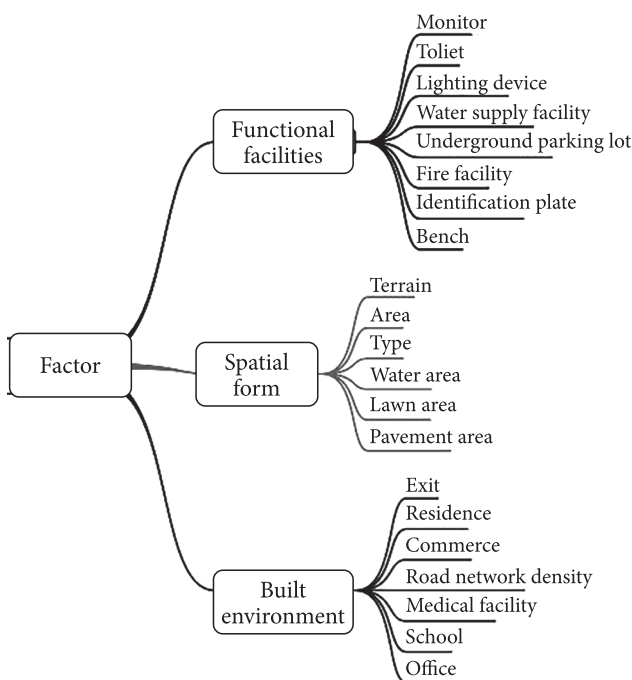 Monitor
Toliet
Lighting device
Water supply facility
Underground parking lot
Fire facility
Identification plate
Bench
Functional
facilities
Terrain
Area
Type
Water area
Lawn area
Pavement area
Factor
Spatial
form
Exit
Residence
Commerce
Road network density
Medical facility
School
Office
Built
environment